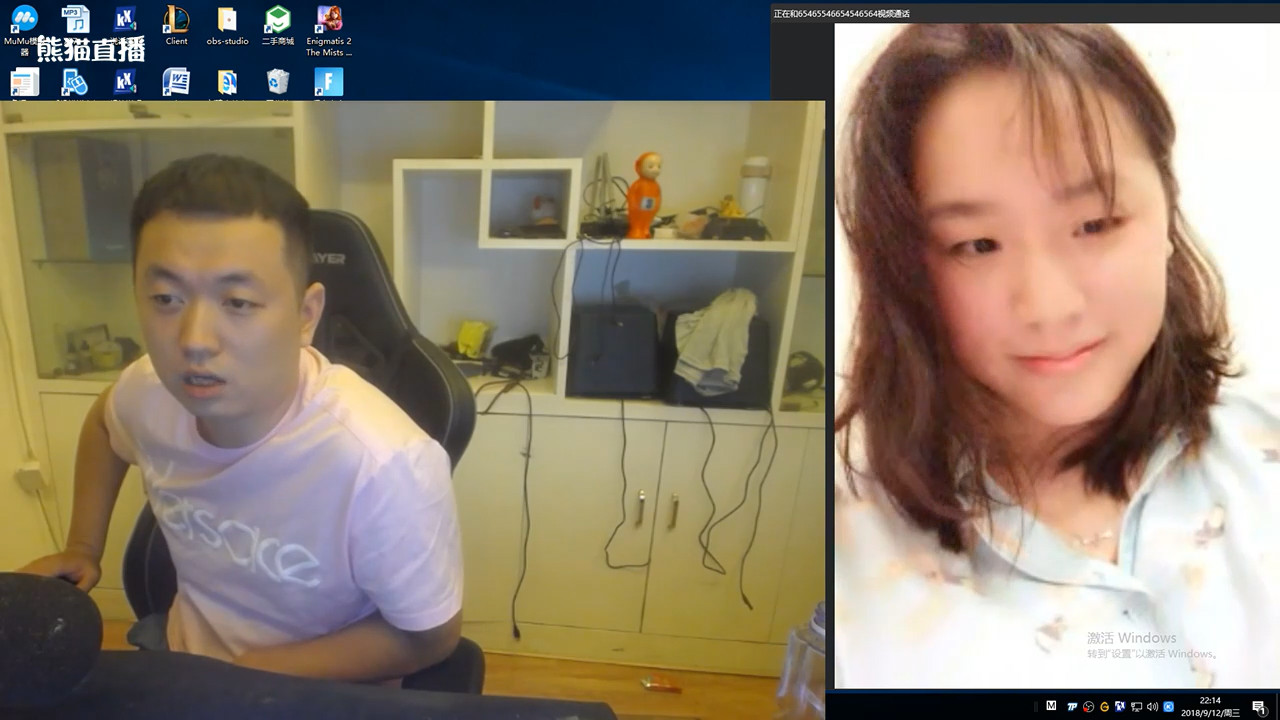 正在和65465546654546564视频通话
MuMu模
器
Client
obs-studio
二手商城
Enigmatis 2
The Mists ...
熊猫直播
MP3
AYER
Versace
激活 Windows
转到"设置"以激活 Windows。
22:14
2018/9/12/周三